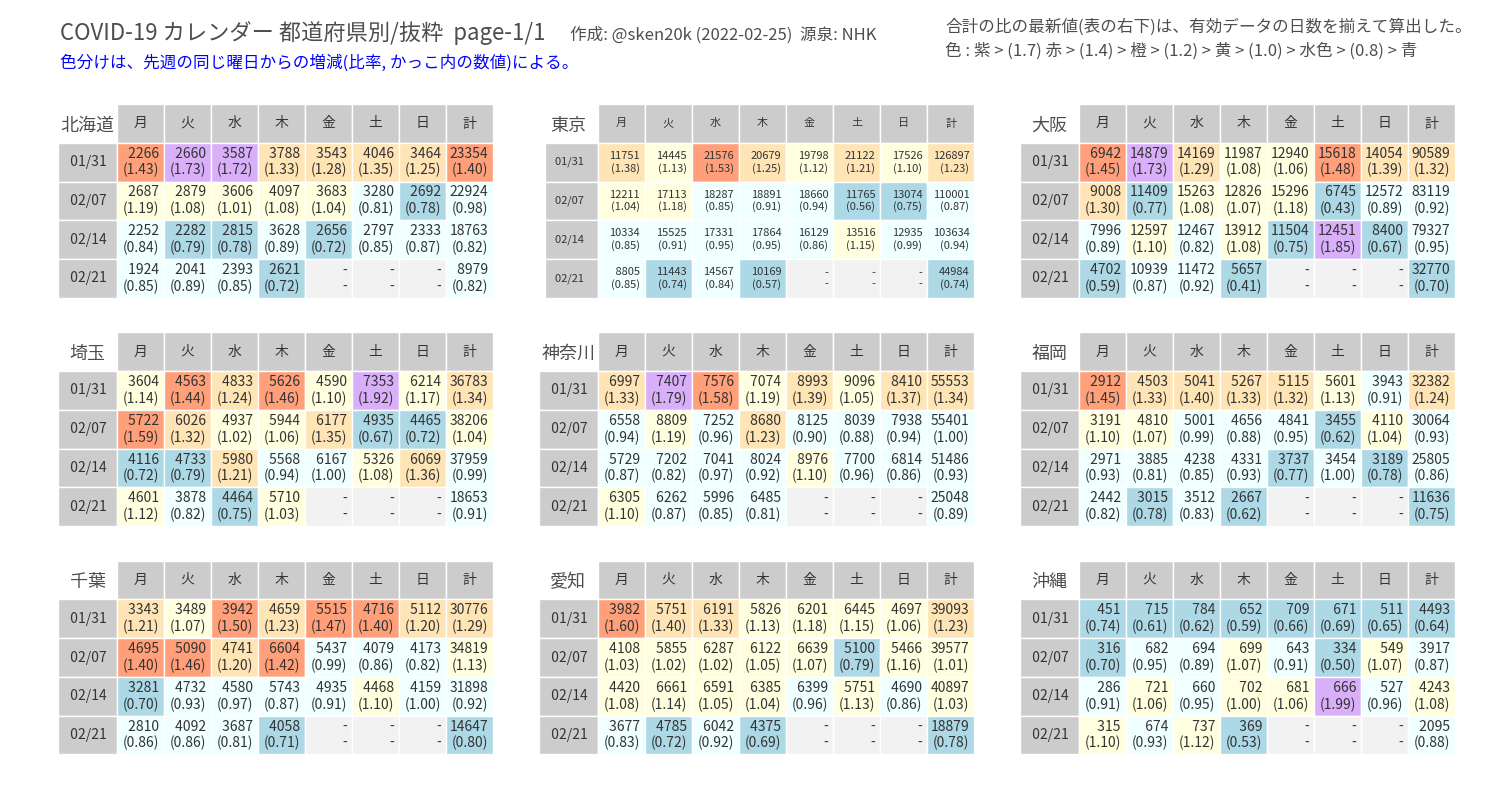 COVID-19 カレンダー 都道府県別/抜粋 page-1/1 作成: @sken20k (2022-02-25) 源泉: NHK
色分けは、先週の同じ曜日からの増減(比率, かっこ内の数値)による。
合計の比の最新値(表の右下)は、有効データの日数を揃えて算出した。
色 : 紫 > (1.7) 赤 > (1.4) 橙 > (1.2) 黄 > (1.0) > 水色 > (0.8) > 青
北海道 月 火 水 木 金 土 日 計
01/31 2266 2660 3587 3788 3543 4046 3464 23354
(1.43) (1.73) (1.72) (1.33) (1.28) (1.35) (1.25) (1.40)
02/07 2687 2879 3606 4097 3683 3280 2692 22924
(1.19) (1.08) (1.01) (1.08) (1.04) (0.81) (0.78) (0.98)
02/14 2252 2282 2815 3628 2656 2797 2333 18763
(0.84) (0.79) (0.78) (0.89) (0.72) (0.85) (0.87) (0.82)
02/21 1924 2041 2393 2621 - - - 8979
(0.85) (0.89) (0.85) (0.72) - - - (0.82)
東京 月 火 水 木 金 土 日 計
01/31 11751 14445 21576 20679 19798 21122 17526 126897
(1.38) (1.13) (1.53) (1.25) (1.12) (1.21) (1.10) (1.23)
02/07 12211 17113 18287 18891 18660 11765 13074 110001
(1.04) (1.18) (0.85) (0.91) (0.94) (0.56) (0.75) (0.87)
02/14 10334 15525 17331 17864 16129 13516 12935 103634
(0.85) (0.91) (0.95) (0.95) (0.86) (1.15) (0.99) (0.94)
02/21 8805 11443 14567 10169 - - - 44984
(0.85) (0.74) (0.84) (0.57) - - - (0.74)
大阪 月 火 水 木 金 土 日 計
01/31 6942 14879 14169 11987 12940 15618 14054 90589
(1.45) (1.73) (1.29) (1.08) (1.06) (1.48) (1.39) (1.32)
02/07 9008 11409 15263 12826 15296 6745 12572 83119
(1.30) (0.77) (1.08) (1.07) (1.18) (0.43) (0.89) (0.92)
02/14 7996 12597 12467 13912 11504 12451 8400 79327
(0.89) (1.10) (0.82) (1.08) (0.75) (1.85) (0.67) (0.95)
02/21 4702 10939 11472 5657 - - - 32770
(0.59) (0.87) (0.92) (0.41) - - - (0.70)
埼玉 月 火 水 木 金 土 日 計
01/31 3604 4563 4833 5626 4590 7353 6214 36783
(1.14) (1.44) (1.24) (1.46) (1.10) (1.92) (1.17) (1.34)
02/07 5722 6026 4937 5944 6177 4935 4465 38206
(1.59) (1.32) (1.02) (1.06) (1.35) (0.67) (0.72) (1.04)
02/14 4116 4733 5980 5568 6167 5326 6069 37959
(0.72) (0.79) (1.21) (0.94) (1.00) (1.08) (1.36) (0.99)
02/21 4601 3878 4464 5710 - - - 18653
(1.12) (0.82) (0.75) (1.03) - - - (0.91)
神奈川 月 火 水 木 金 土 日 計
01/31 6997 7407 7576 7074 8993 9096 8410 55553
(1.33) (1.79) (1.58) (1.19) (1.39) (1.05) (1.37) (1.34)
02/07 6558 8809 7252 8680 8125 8039 7938 55401
(0.94) (1.19) (0.96) (1.23) (0.90) (0.88) (0.94) (1.00)
02/14 5729 7202 7041 8024 8976 7700 6814 51486
(0.87) (0.82) (0.97) (0.92) (1.10) (0.96) (0.86) (0.93)
02/21 6305 6262 5996 6485 - - - 25048
(1.10) (0.87) (0.85) (0.81) - - - (0.89)
福岡 月 火 水 木 金 土 日 計
01/31 2912 4503 5041 5267 5115 5601 3943 32382
(1.45) (1.33) (1.40) (1.33) (1.32) (1.13) (0.91) (1.24)
02/07 3191 4810 5001 4656 4841 3455 4110 30064
(1.10) (1.07) (0.99) (0.88) (0.95) (0.62) (1.04) (0.93)
02/14 2971 3885 4238 4331 3737 3454 3189 25805
(0.93) (0.81) (0.85) (0.93) (0.77) (1.00) (0.78) (0.86)
02/21 2442 3015 3512 2667 - - - 11636
(0.82) (0.78) (0.83) (0.62) - - - (0.75)
千葉 月 火 水 木 金 土 日 計
01/31 3343 3489 3942 4659 5515 4716 5112 30776
(1.21) (1.07) (1.50) (1.23) (1.47) (1.40) (1.20) (1.29)
02/07 4695 5090 4741 6604 5437 4079 4173 34819
(1.40) (1.46) (1.20) (1.42) (0.99) (0.86) (0.82) (1.13)
02/14 3281 4732 4580 5743 4935 4468 4159 31898
(0.70) (0.93) (0.97) (0.87) (0.91) (1.10) (1.00) (0.92)
02/21 2810 4092 3687 4058 - - - 14647
(0.86) (0.86) (0.81) (0.71) - - - (0.80)
愛知 月 火 水 木 金 土 日 計
01/31 3982 5751 6191 5826 6201 6445 4697 39093
(1.60) (1.40) (1.33) (1.13) (1.18) (1.15) (1.06) (1.23)
02/07 4108 5855 6287 6122 6639 5100 5466 39577
(1.03) (1.02) (1.02) (1.05) (1.07) (0.79) (1.16) (1.01)
02/14 4420 6661 6591 6385 6399 5751 4690 40897
(1.08) (1.14) (1.05) (1.04) (0.96) (1.13) (0.86) (1.03)
02/21 3677 4785 6042 4375 - - - 18879
(0.83) (0.72) (0.92) (0.69) - - - (0.78)
沖縄 月 火 水 木 金 土 日 計
01/31 451 715 784 652 709 671 511 4493
(0.74) (0.61) (0.62) (0.59) (0.66) (0.69) (0.65) (0.64)
02/07 316 682 694 699 643 334 549 3917
(0.70) (0.95) (0.89) (1.07) (0.91) (0.50) (1.07) (0.87)
02/14 286 721 660 702 681 666 527 4243
(0.91) (1.06) (0.95) (1.00) (1.06) (1.99) (0.96) (1.08)
02/21 315 674 737 369 - - - 2095
(1.10) (0.93) (1.12) (0.53) - - - (0.88)